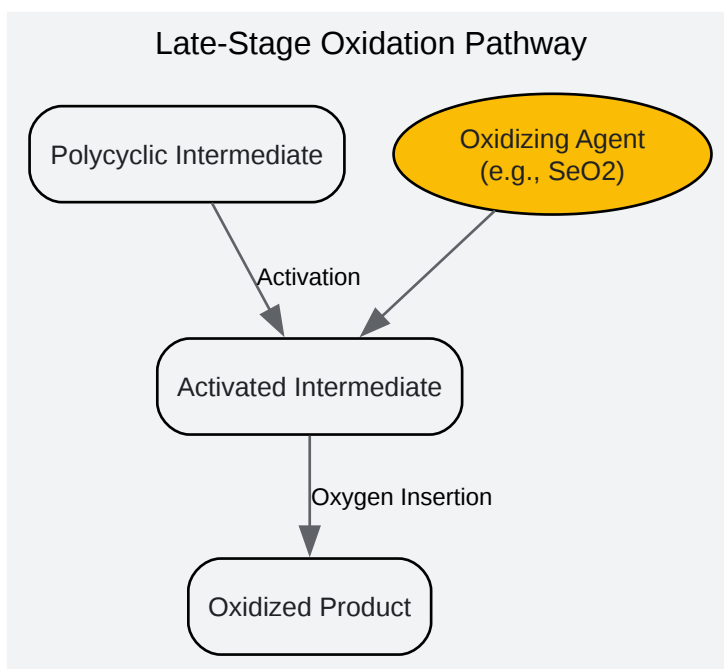 Late-Stage Oxidation Pathway
Polycyclic Intermediate
Oxidizing Agent
(e.g., SeO2)
Activation
Activated Intermediate
Oxygen Insertion
Oxidized Product